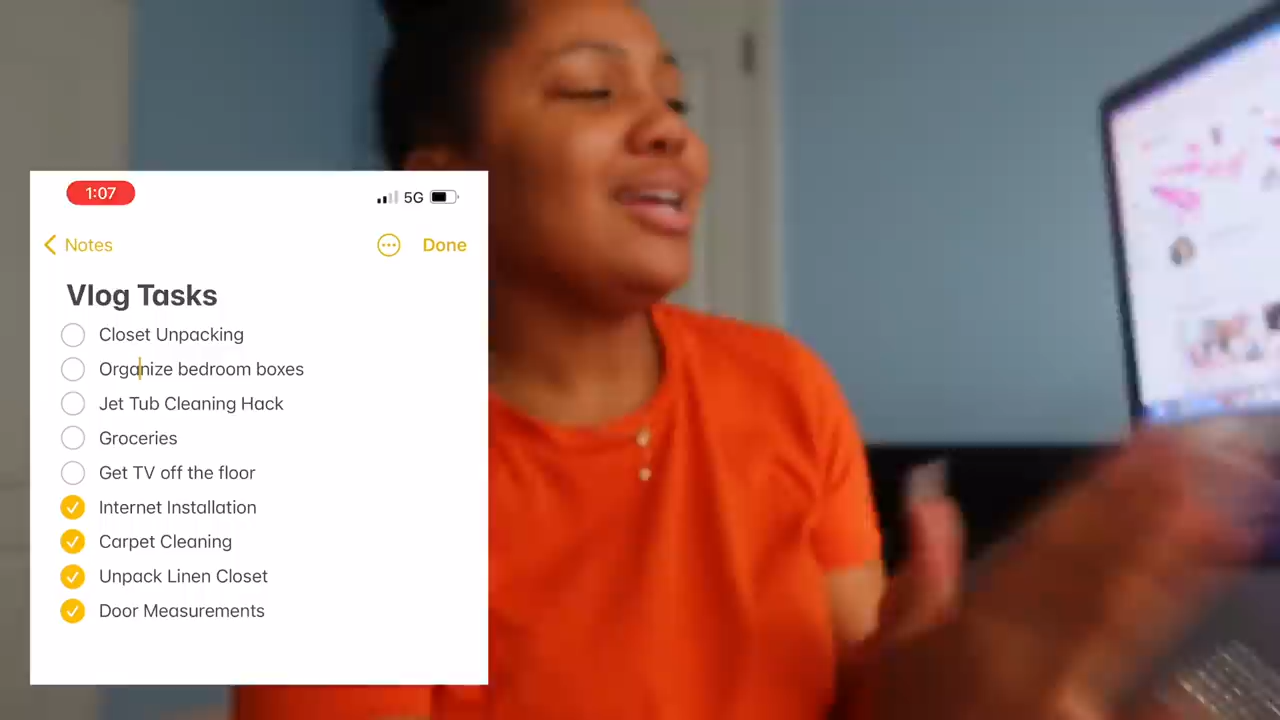 1:07
5G
Notes
Done
Vlog Tasks
Closet Unpacking
Organize bedroom boxes
Jet Tub Cleaning Hack
Groceries
Get TV off the floor
Internet Installation
Carpet Cleaning
Unpack Linen Closet
Door Measurements